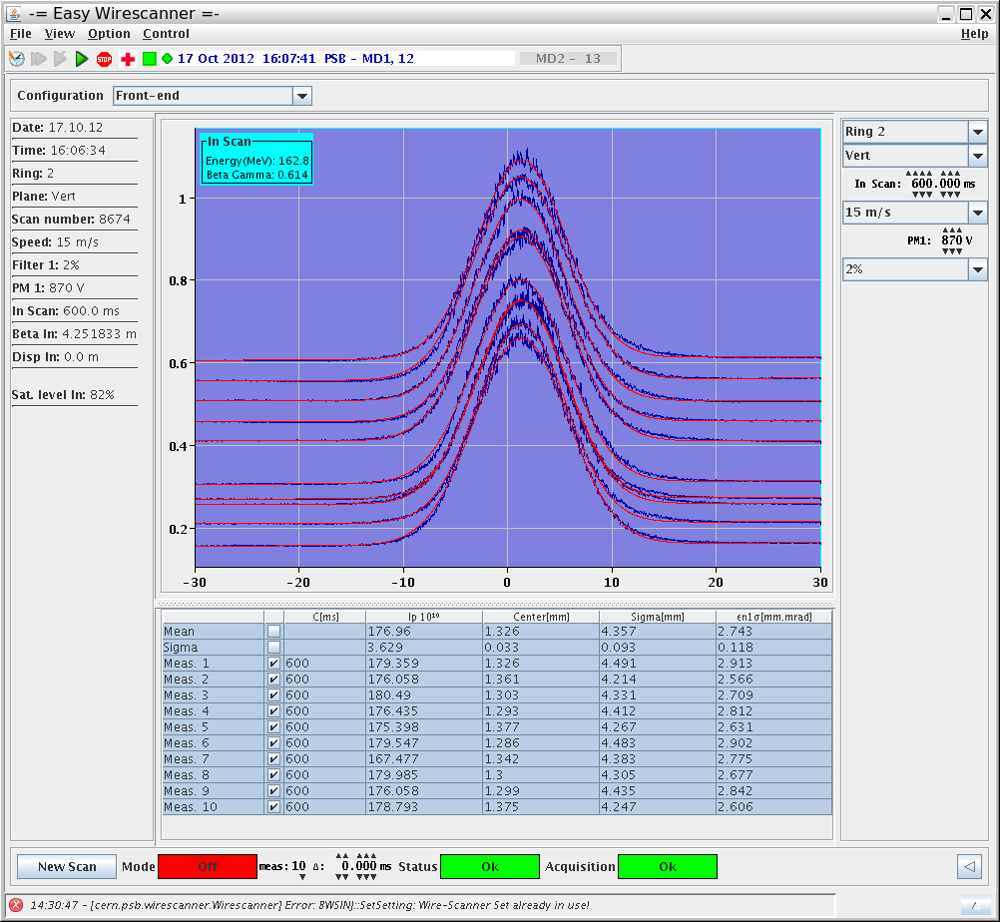 -= Easy Wirescanner =-
File View Option Control Help
STOP 17 Oct 2012 16:07:41 PSB - MD1, 12 MD2 - 13
Configuration Front-end
Date: 17.10.12
Time: 16:06:34
Ring: 2
Plane: Vert
Scan number: 8674
Speed: 15 m/s
Filter 1: 2%
PM 1: 870 V
In Scan: 600.0 ms
Beta In: 4.251833 m
Disp In: 0.0 m
Sat. level In: 82%
In Scan
Energy(MeV): 162.8
Beta Gamma: 0.614
1
0.8
0.6
0.4
0.2
-30 -20 -10 0 10 20 30
Ring 2
Vert
In Scan: 600.000 ms
15 m/s
PM1: 870 V
2%
C[ms] Ip 10¹⁰ Center[mm] Sigma[mm] εn1σ[mm.mrad]
Mean 176.96 1.326 4.357 2.743
Sigma 3.629 0.033 0.093 0.118
Meas. 1 600 179.359 1.326 4.491 2.913
Meas. 2 600 176.058 1.361 4.214 2.566
Meas. 3 600 180.49 1.303 4.331 2.709
Meas. 4 600 176.435 1.293 4.412 2.812
Meas. 5 600 175.398 1.377 4.267 2.631
Meas. 6 600 179.547 1.286 4.483 2.902
Meas. 7 600 167.477 1.342 4.383 2.775
Meas. 8 600 179.985 1.3 4.305 2.677
Meas. 9 600 176.058 1.299 4.435 2.842
Meas. 10 600 178.793 1.375 4.247 2.606
New Scan Mode Off meas: 10 Δ: 0.000 ms Status Ok Acquisition Ok
14:30:47 - [cern.psb.wirescanner.Wirescanner] Error: BWSINJ::SetSetting: Wire-Scanner Set already in use!